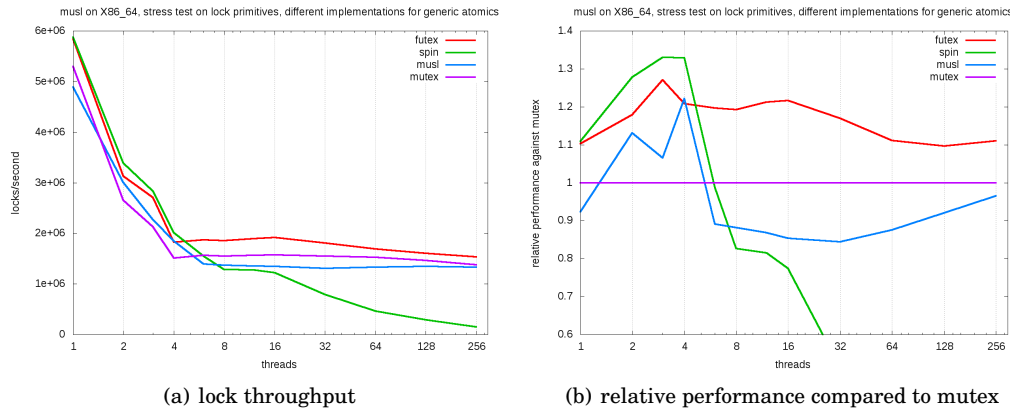 musl on X86_64, stress test on lock primitives, different implementations for generic atomics
6e+06
5e+06
4e+06
3e+06
2e+06
1e+06
0
locks/second
futex
spin
musl
mutex
1 2 4 8 16 32 64 128 256
threads
(a) lock throughput
musl on X86_64, stress test on lock primitives, different implementations for generic atomics
1.4
1.3
1.2
1.1
1
0.9
0.8
0.7
0.6
relative performance against mutex
futex
spin
musl
mutex
1 2 4 8 16 32 64 128 256
threads
(b) relative performance compared to mutex